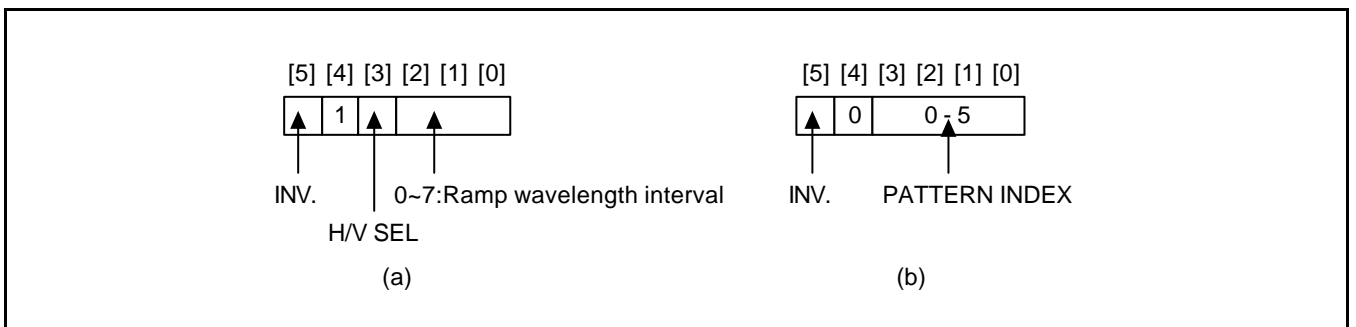 [5] [4] [3] [2] [1] [0] [5] [4] [3] [2] [1] [0]
1 0 0 - 5
INV. 0~7:Ramp wavelength interval INV. PATTERN INDEX
H/V SEL
(a) (b)